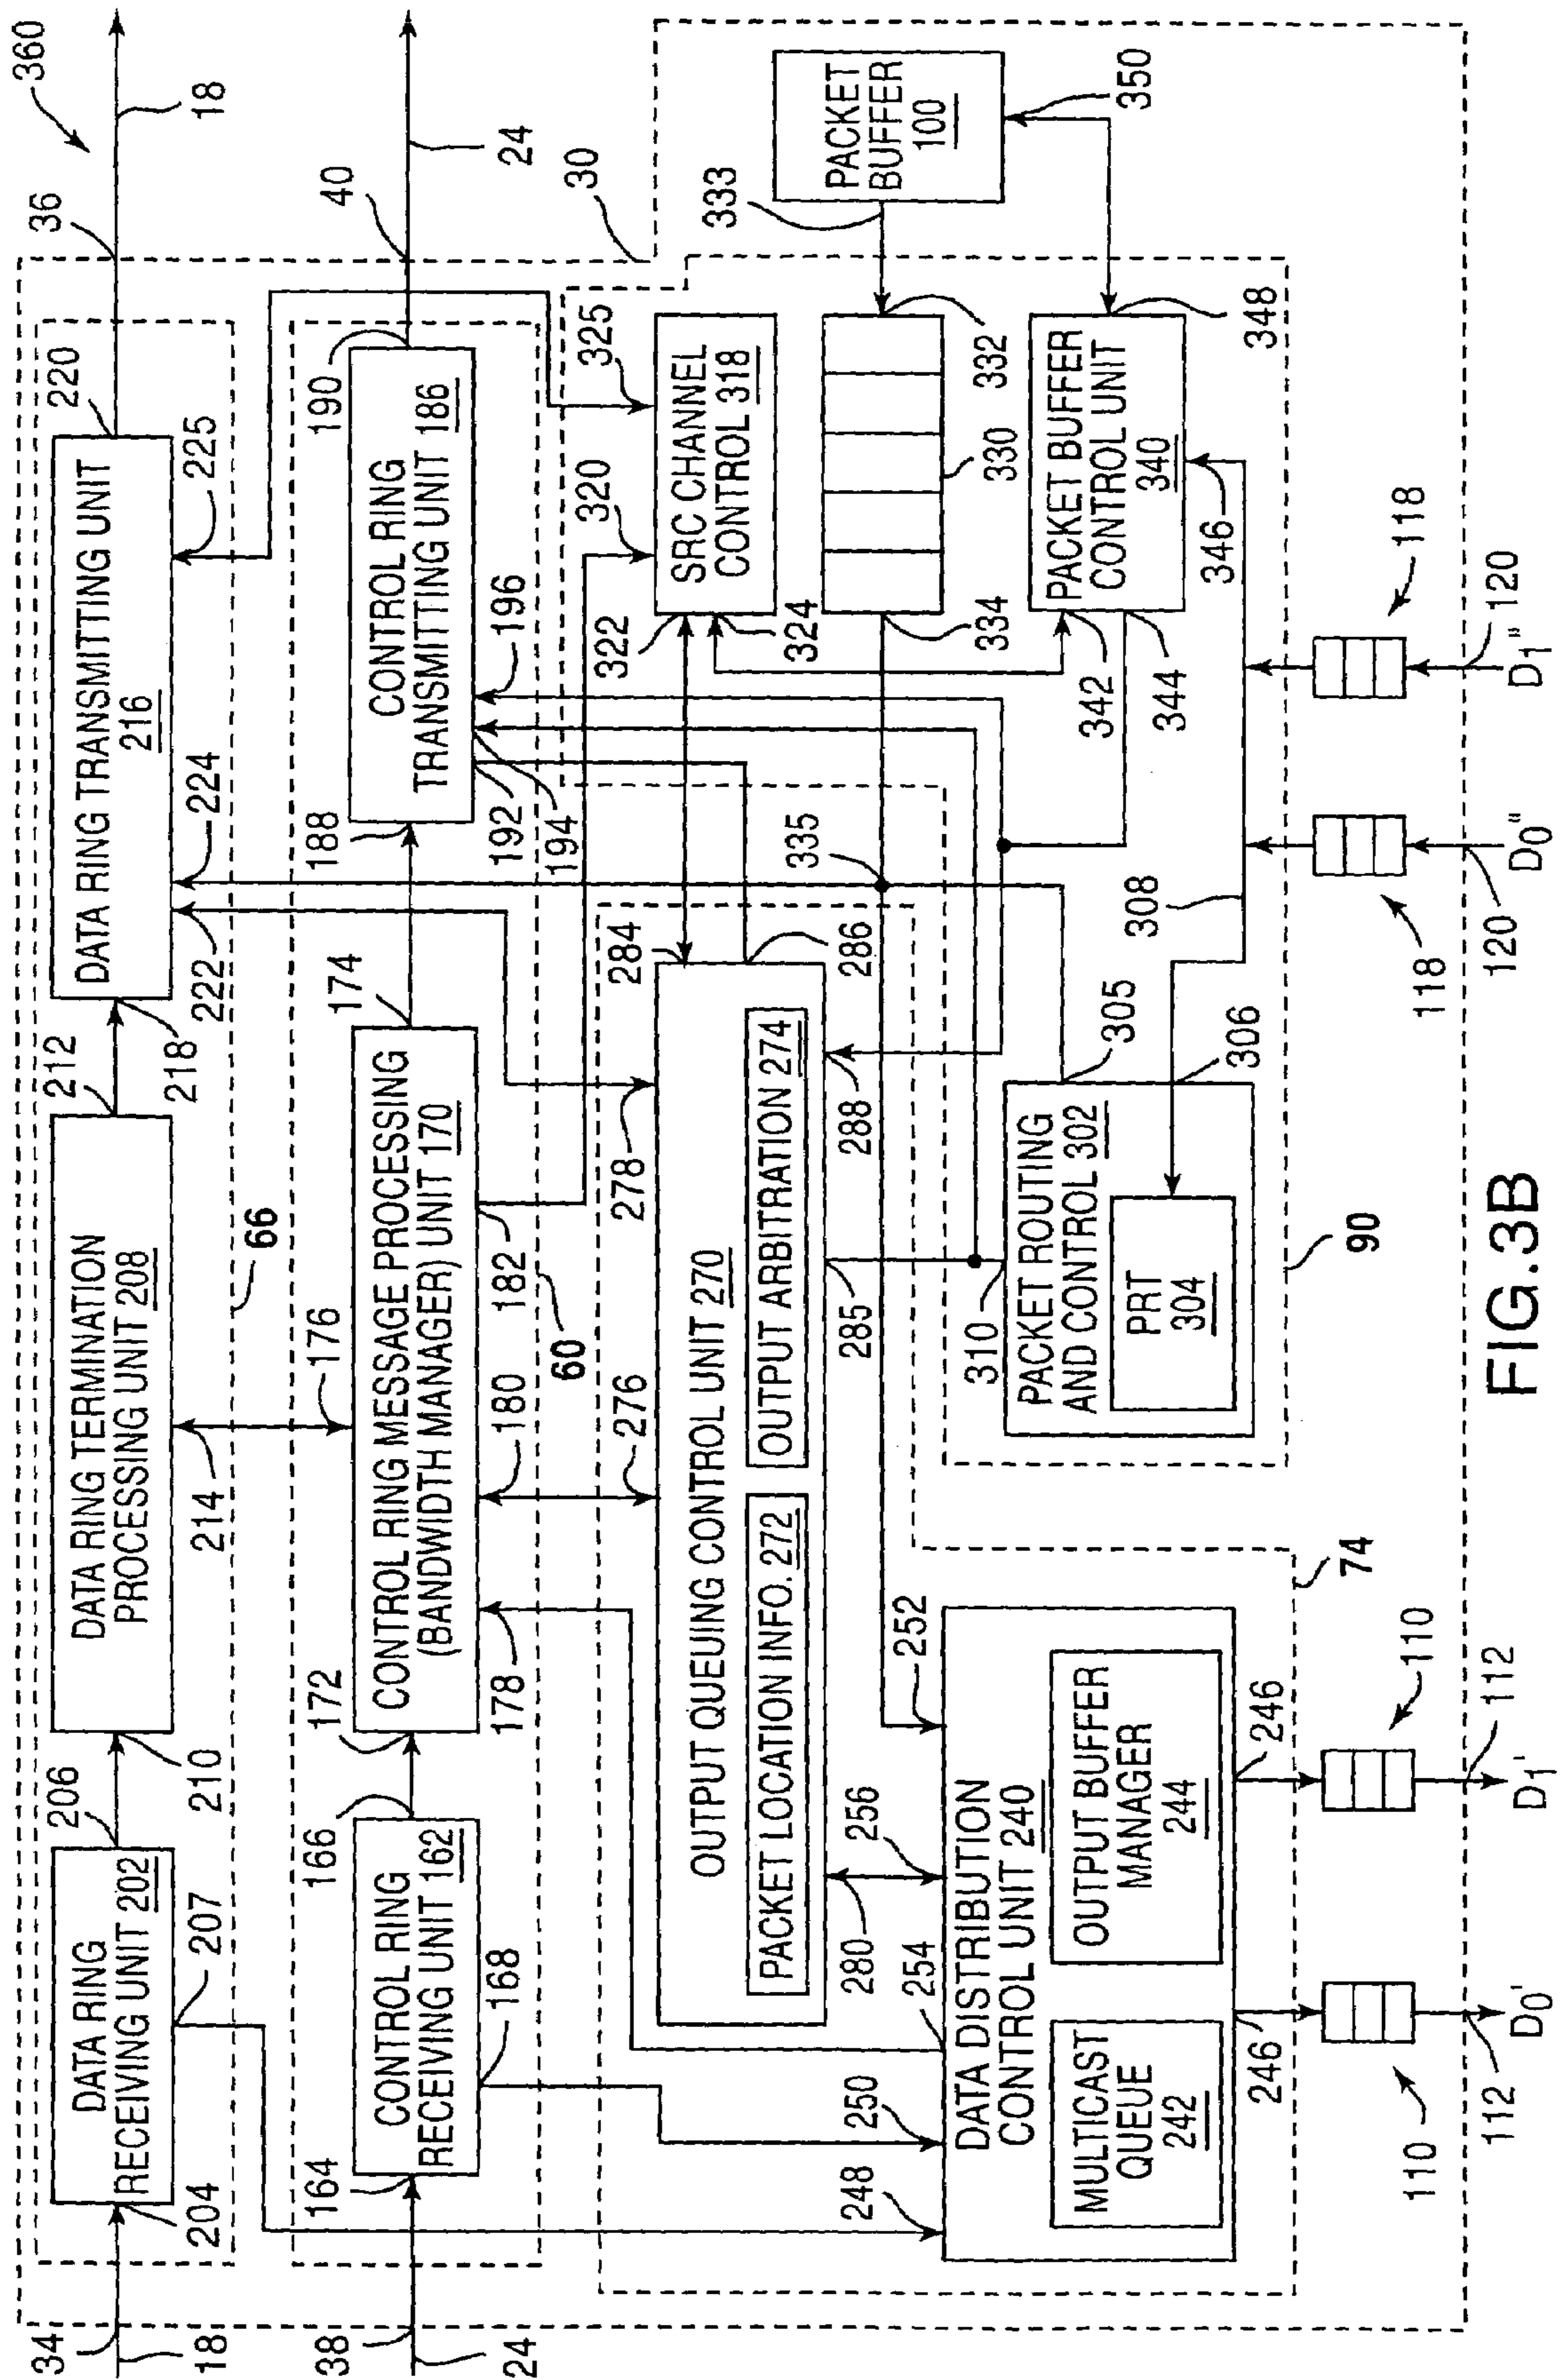 360
34
18
204
DATA RING
RECEIVING UNIT 202
206
207
210
DATA RING TERMINATION
PROCESSING UNIT 208
212
214
218
DATA RING TRANSMITTING UNIT
216
220
222
224
225
36
18
66
38
24
164
CONTROL RING
RECEIVING UNIT 162
166
168
172
CONTROL RING MESSAGE PROCESSING
(BANDWIDTH MANAGER) UNIT 170
174
176
178
180
182
188
CONTROL RING
TRANSMITTING UNIT 186
190
192
194
196
40
24
30
60
276
278
OUTPUT QUEUING CONTROL UNIT 270
PACKET LOCATION INFO. 272
OUTPUT ARBITRATION 274
280
284
285
286
288
320
322
324
325
SRC CHANNEL
CONTROL 318
330
332
333
334
335
PACKET
BUFFER
100
350
PACKET BUFFER
CONTROL UNIT
340
342
344
346
348
248
250
252
254
256
DATA DISTRIBUTION
CONTROL UNIT 240
MULTICAST
QUEUE
242
OUTPUT BUFFER
MANAGER
244
246
246
74
305
306
308
310
PACKET ROUTING
AND CONTROL 302
PRT
304
90
110
110
118
118
112
112
120
120
D0'
D1'
D0"
D1"
FIG.3B